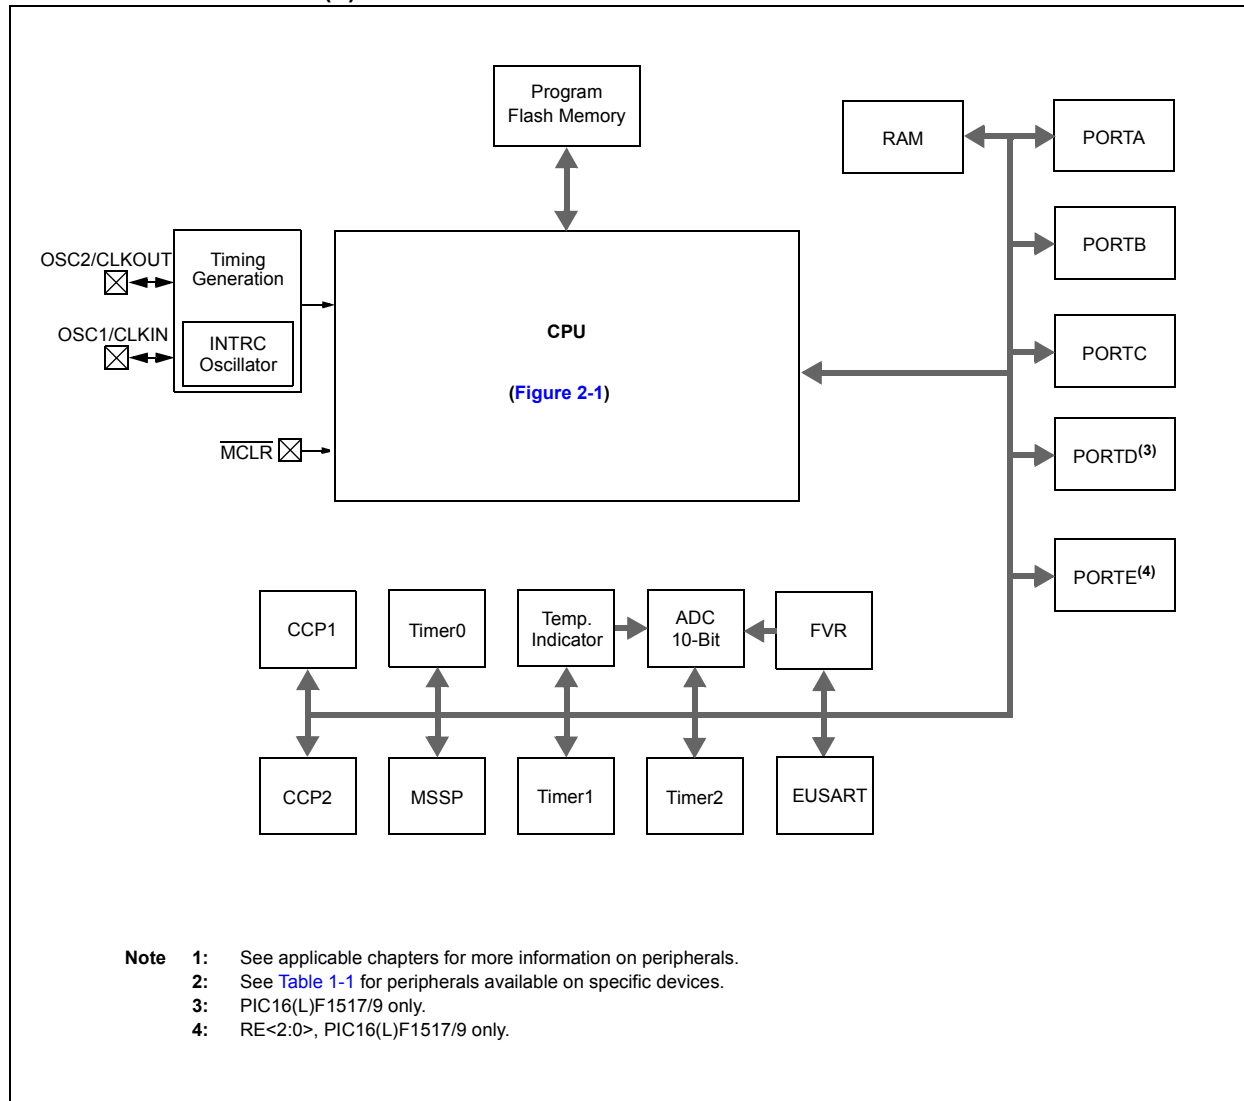 (L)
Program
Flash Memory
RAM
PORTA
OSC2/CLKOUT
Timing
Generation
PORTB
OSC1/CLKIN
INTRC
Oscillator
CPU
(Figure 2-1)
PORTC
MCLR
PORTD(3)
PORTE(4)
CCP1
Timer0
Temp.
Indicator
ADC
10-Bit
FVR
CCP2
MSSP
Timer1
Timer2
EUSART
Note 1: See applicable chapters for more information on peripherals.
2: See Table 1-1 for peripherals available on specific devices.
3: PIC16(L)F1517/9 only.
4: RE<2:0>, PIC16(L)F1517/9 only.